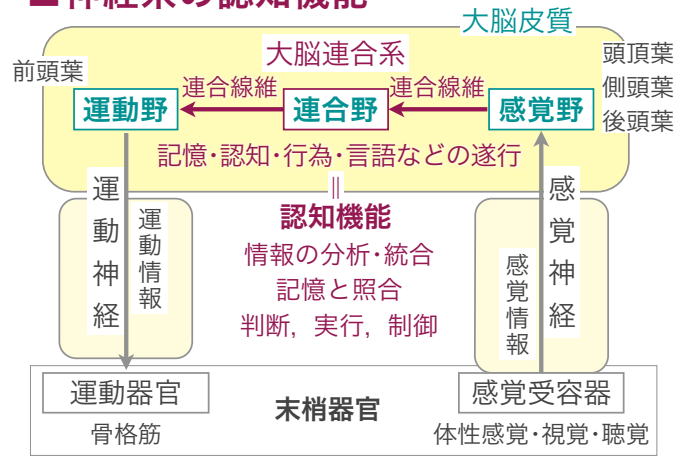 ■神経系の認知機能
大脳皮質
大脳連合系
前頭葉
頭頂葉
側頭葉
後頭葉
運動野
連合線維
連合野
連合線維
感覚野
記憶・認知・行為・言語などの遂行
=
認知機能
情報の分析・統合
記憶と照合
判断，実行，制御
運動神経
運動情報
感覚情報
感覚神経
運動器官
骨格筋
末梢器官
感覚受容器
体性感覚・視覚・聴覚